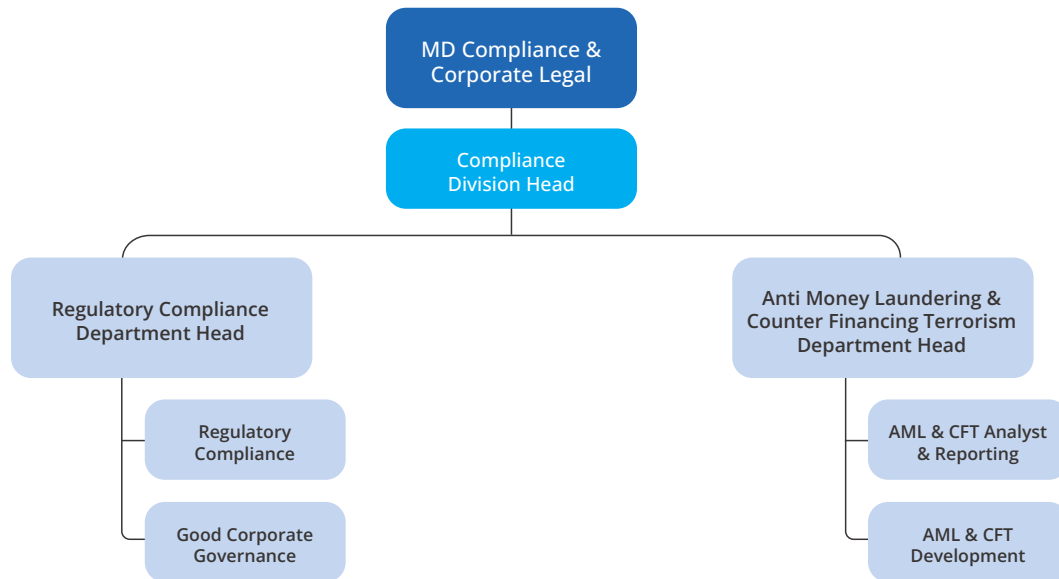 MD Compliance &
Corporate Legal
Compliance
Division Head
Regulatory Compliance
Department Head
Anti Money Laundering &
Counter Financing Terrorism
Department Head
Regulatory
Compliance
AML & CFT Analyst
& Reporting
Good Corporate
Governance
AML & CFT
Development